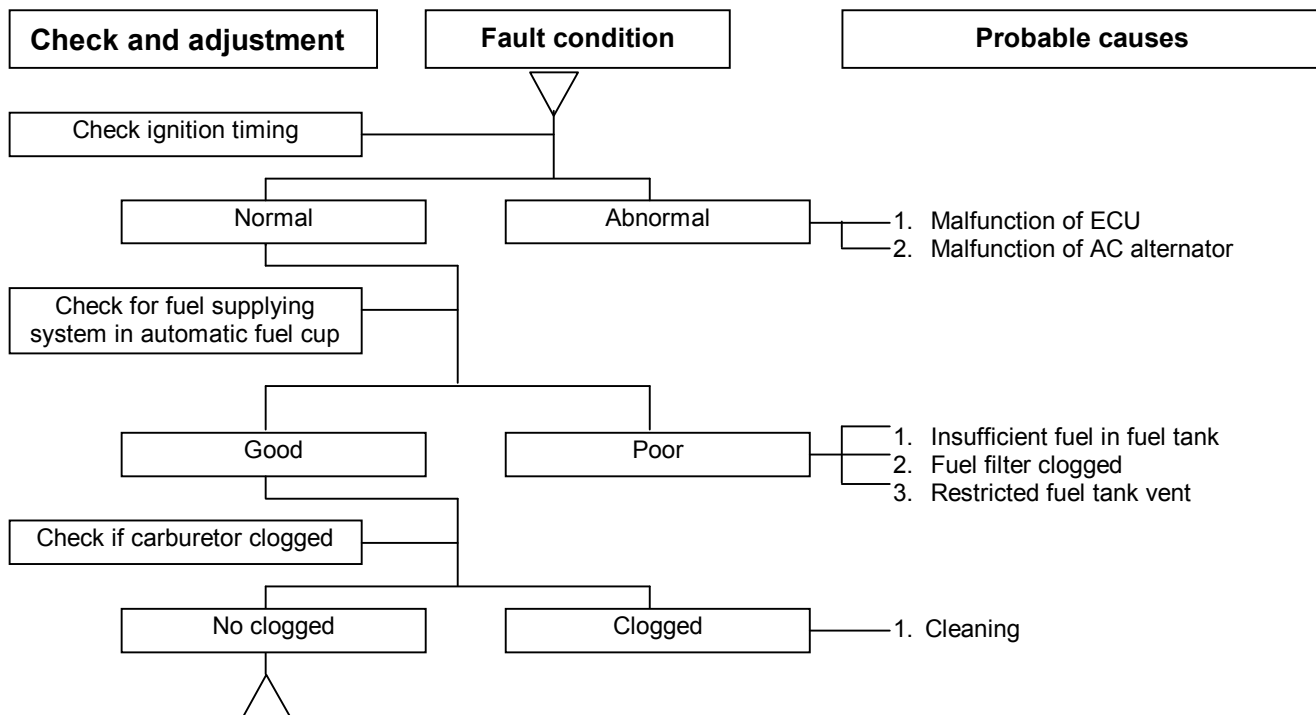 Check and adjustment
Fault condition
Probable causes
Check ignition timing
Normal
Abnormal
1. Malfunction of ECU
2. Malfunction of AC alternator
Check for fuel supplying
system in automatic fuel cup
Good
Poor
1. Insufficient fuel in fuel tank
2. Fuel filter clogged
3. Restricted fuel tank vent
Check if carburetor clogged
No clogged
Clogged
1. Cleaning